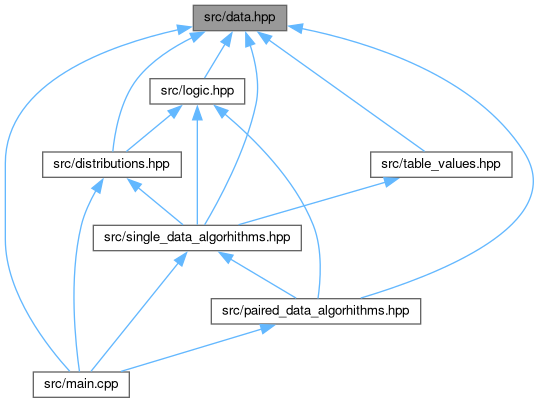 src/data.hpp
src/logic.hpp
src/distributions.hpp
src/table_values.hpp
src/single_data_algorhithms.hpp
src/paired_data_algorhithms.hpp
src/main.cpp